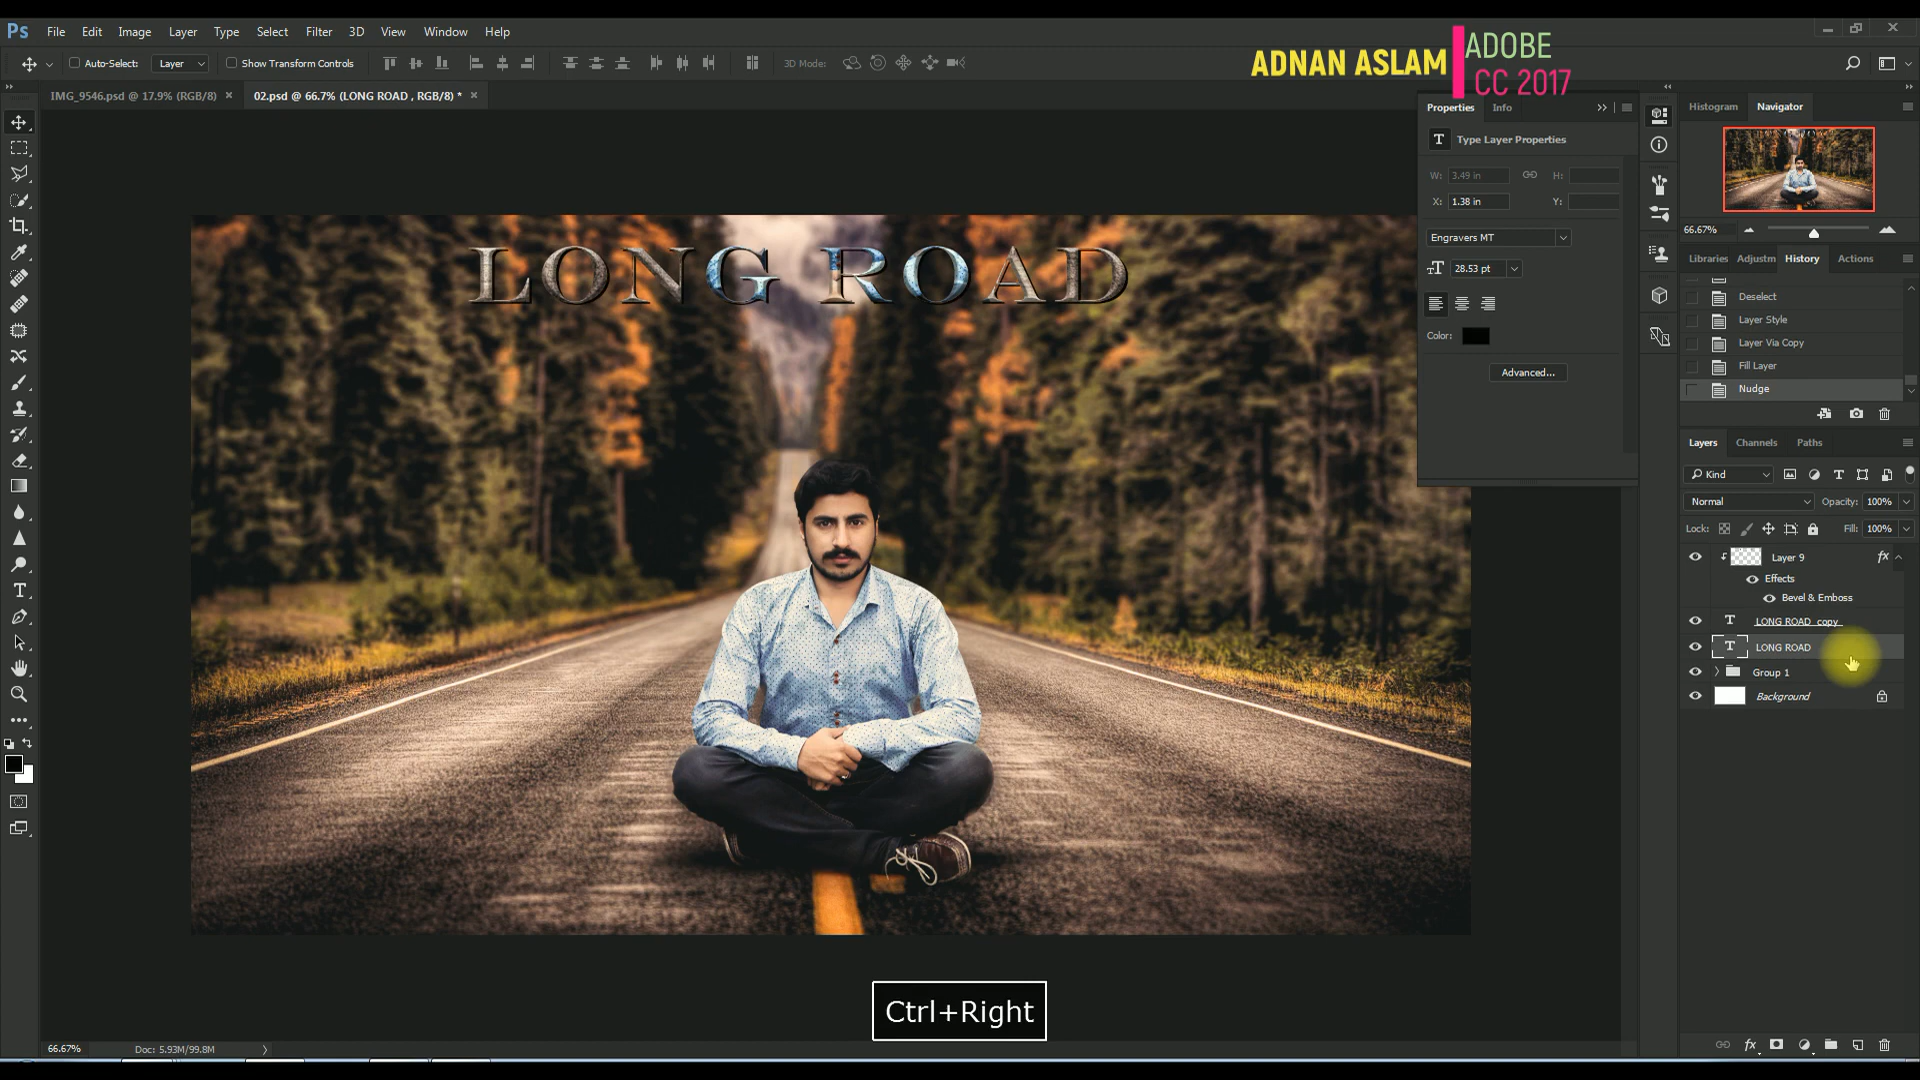 Ps File Edit Image Layer Type Select Filter 3D View Window Help
Auto-Select: Layer Show Transform Controls 3D Mode:
ADNAN ASLAM
ADOBE
CC 2017
IMG_9546.psd @ 17.9% (RGB/8) × 02.psd @ 66.7% (LONG ROAD , RGB/8) * ×
Properties Info
Type Layer Properties
W: 3.49 in H:
X: 1.38 in Y:
Engravers MT
28.53 pt
Color:
Advanced...
Histogram Navigator
66.67%
Libraries Adjustm History Actions
Deselect
Layer Style
Layer Via Copy
Fill Layer
Nudge
Layers Channels Paths
Kind
Normal Opacity: 100%
Lock: Fill: 100%
Layer 9 fx
Effects
Bevel & Emboss
LONG ROAD copy
LONG ROAD
Group 1
Background
LONG ROAD
Ctrl+Right
66.67% Doc: 5.93M/99.8M
fx